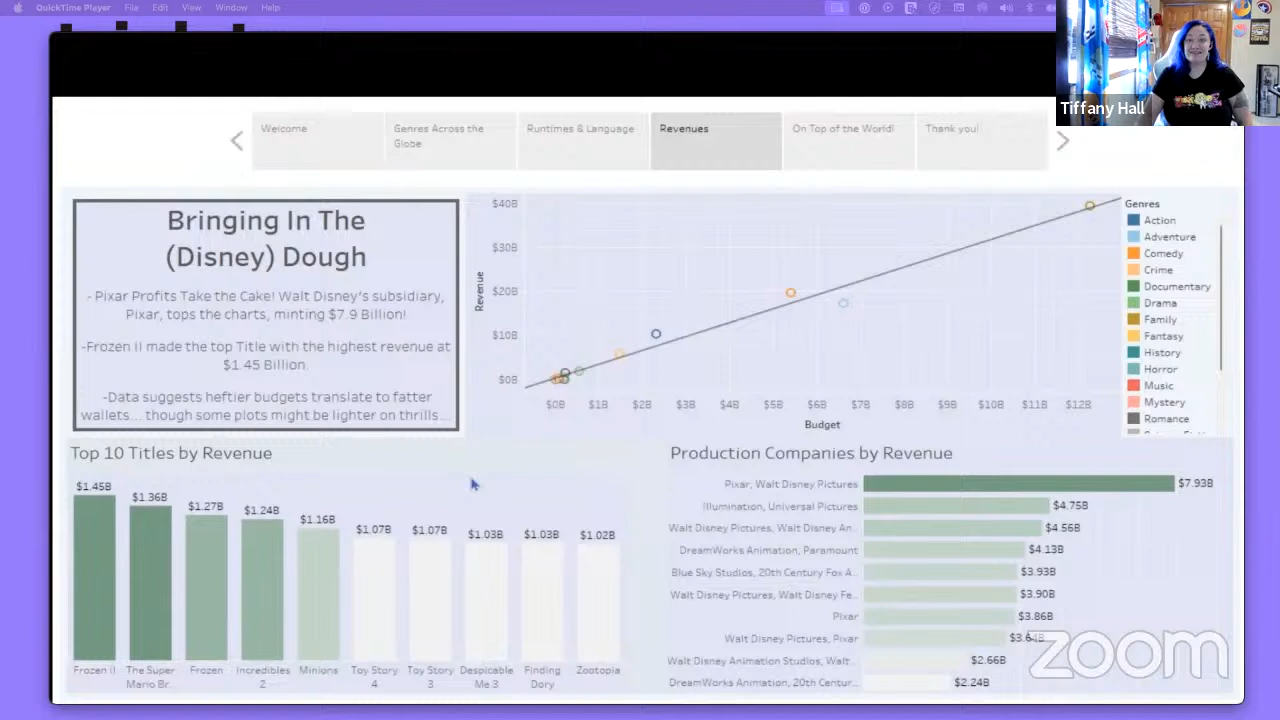 QuickTime Player File Edit View Window Help
Tiffany Hall
Welcome
Genres Across the
Globe
Runtimes & Language
Revenues
On Top of the World!
Thank you!
Bringing In The
(Disney) Dough
- Pixar Profits Take the Cake! Walt Disney's subsidiary,
Pixar, tops the charts, minting $7.9 Billion!
-Frozen II made the top Title with the highest revenue at
$1.45 Billion.
-Data suggests heftier budgets translate to fatter
wallets... though some plots might be lighter on thrills...
Revenue
$40B
$30B
$20B
$10B
$0B
$0B $1B $2B $3B $4B $5B $6B $7B $8B $9B $10B $11B $12B
Budget
Genres
Action
Adventure
Comedy
Crime
Documentary
Drama
Family
Fantasy
History
Horror
Music
Mystery
Romance
Top 10 Titles by Revenue
$1.45B $1.36B $1.27B $1.24B $1.16B $1.07B $1.07B $1.03B $1.03B $1.02B
Frozen II
The Super
Mario Br..
Frozen
Incredibles
2
Minions
Toy Story
4
Toy Story
3
Despicable
Me 3
Finding
Dory
Zootopia
Production Companies by Revenue
Pixar, Walt Disney Pictures $7.93B
Illumination, Universal Pictures $4.75B
Walt Disney Pictures, Walt Disney An.. $4.56B
DreamWorks Animation, Paramount $4.13B
Blue Sky Studios, 20th Century Fox A.. $3.93B
Walt Disney Pictures, Walt Disney Fe.. $3.90B
Pixar $3.86B
Walt Disney Pictures, Pixar
Walt Disney Animation Studios, Walt.. $2.66B
DreamWorks Animation, 20th Centur.. $2.24B
zoom